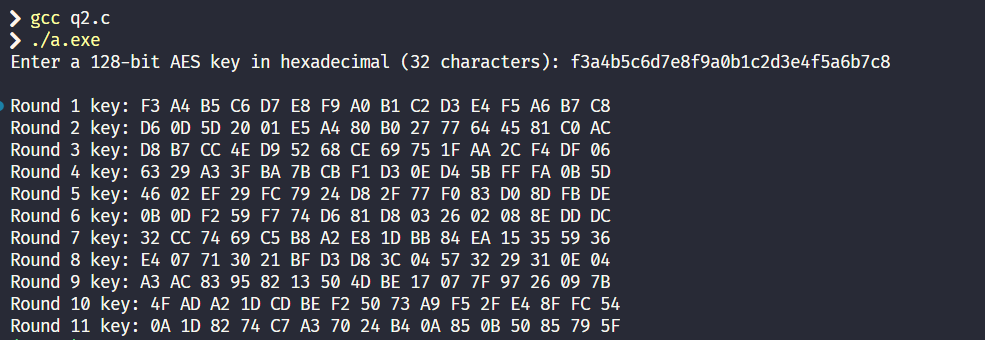 ❯ gcc q2.c
❯ ./a.exe
Enter a 128-bit AES key in hexadecimal (32 characters): f3a4b5c6d7e8f9a0b1c2d3e4f5a6b7c8
Round 1 key: F3 A4 B5 C6 D7 E8 F9 A0 B1 C2 D3 E4 F5 A6 B7 C8
Round 2 key: D6 0D 5D 20 01 E5 A4 80 B0 27 77 64 45 81 C0 AC
Round 3 key: D8 B7 CC 4E D9 52 68 CE 69 75 1F AA 2C F4 DF 06
Round 4 key: 63 29 A3 3F BA 7B CB F1 D3 0E D4 5B FF FA 0B 5D
Round 5 key: 46 02 EF 29 FC 79 24 D8 2F 77 F0 83 D0 8D FB DE
Round 6 key: 0B 0D F2 59 F7 74 D6 81 D8 03 26 02 08 8E DD DC
Round 7 key: 32 CC 74 69 C5 B8 A2 E8 1D BB 84 EA 15 35 59 36
Round 8 key: E4 07 71 30 21 BF D3 D8 3C 04 57 32 29 31 0E 04
Round 9 key: A3 AC 83 95 82 13 50 4D BE 17 07 7F 97 26 09 7B
Round 10 key: 4F AD A2 1D CD BE F2 50 73 A9 F5 2F E4 8F FC 54
Round 11 key: 0A 1D 82 74 C7 A3 70 24 B4 0A 85 0B 50 85 79 5F